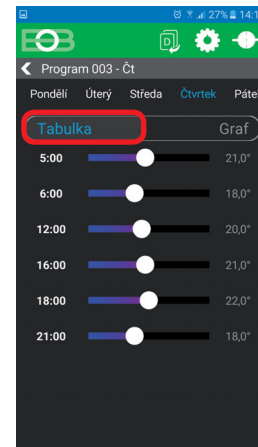 27% 14:1
EOB
D
Program 003 - Čt
Pondělí Úterý Středa Čtvrtek Páte
Tabulka Graf
5:00 21,0°
6:00 18,0°
12:00 20,0°
16:00 21,0°
18:00 22,0°
21:00 18,0°